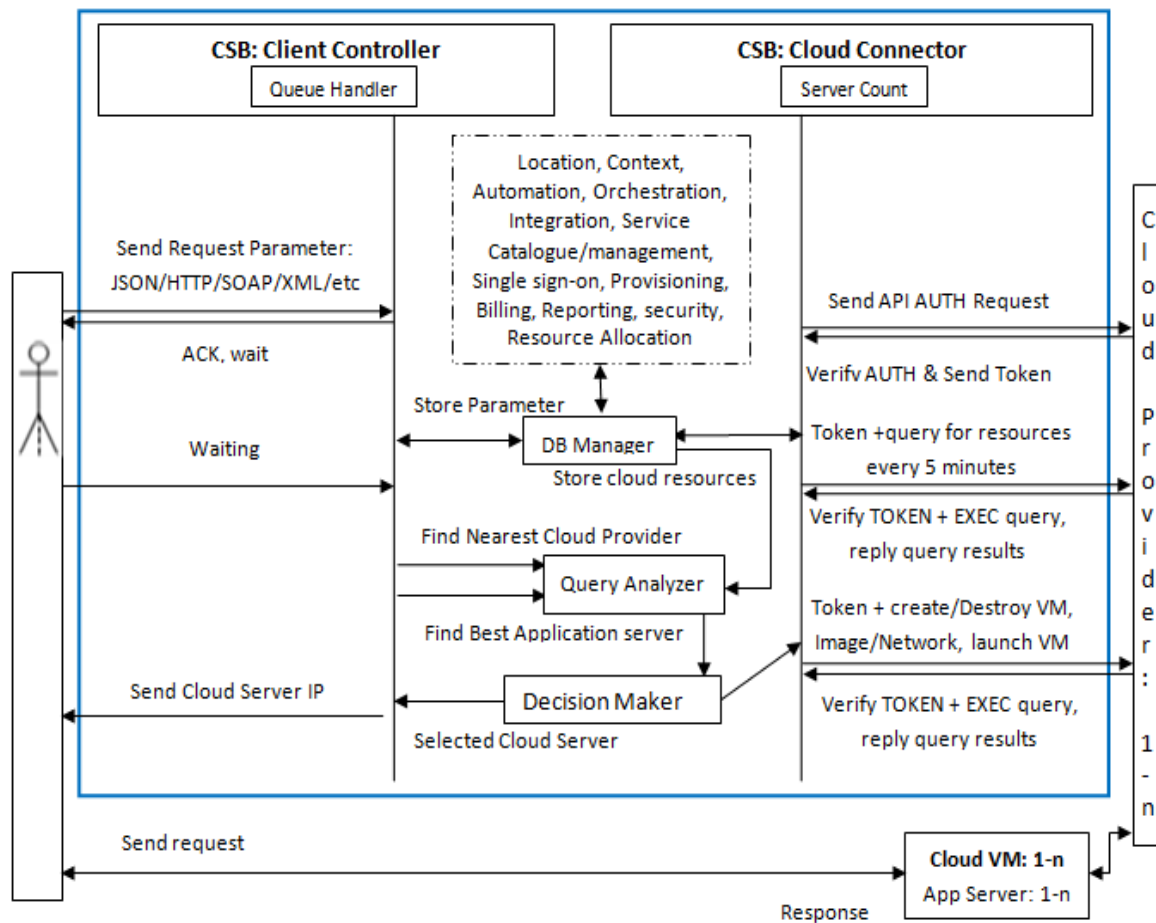 CSB: Client Controller
Queue Handler
CSB: Cloud Connector
Server Count
Location, Context,
Automation, Orchestration,
Integration, Service
Catalogue/management,
Single sign-on, Provisioning,
Billing, Reporting, security,
Resource Allocation
Send Request Parameter:
JSON/HTTP/SOAP/XML/etc
ACK, wait
Waiting
Store Parameter
DB Manager
Store cloud resources
Find Nearest Cloud Provider
Query Analyzer
Find Best Application server
Decision Maker
Selected Cloud Server
Send Cloud Server IP
Send API AUTH Request
Verify AUTH & Send Token
Token +query for resources
every 5 minutes
Verify TOKEN + EXEC query,
reply query results
Token + create/Destroy VM,
Image/Network, launch VM
Verify TOKEN + EXEC query,
reply query results
Cloud Provider: 1-n
Send request
Cloud VM: 1-n
App Server: 1-n
Response